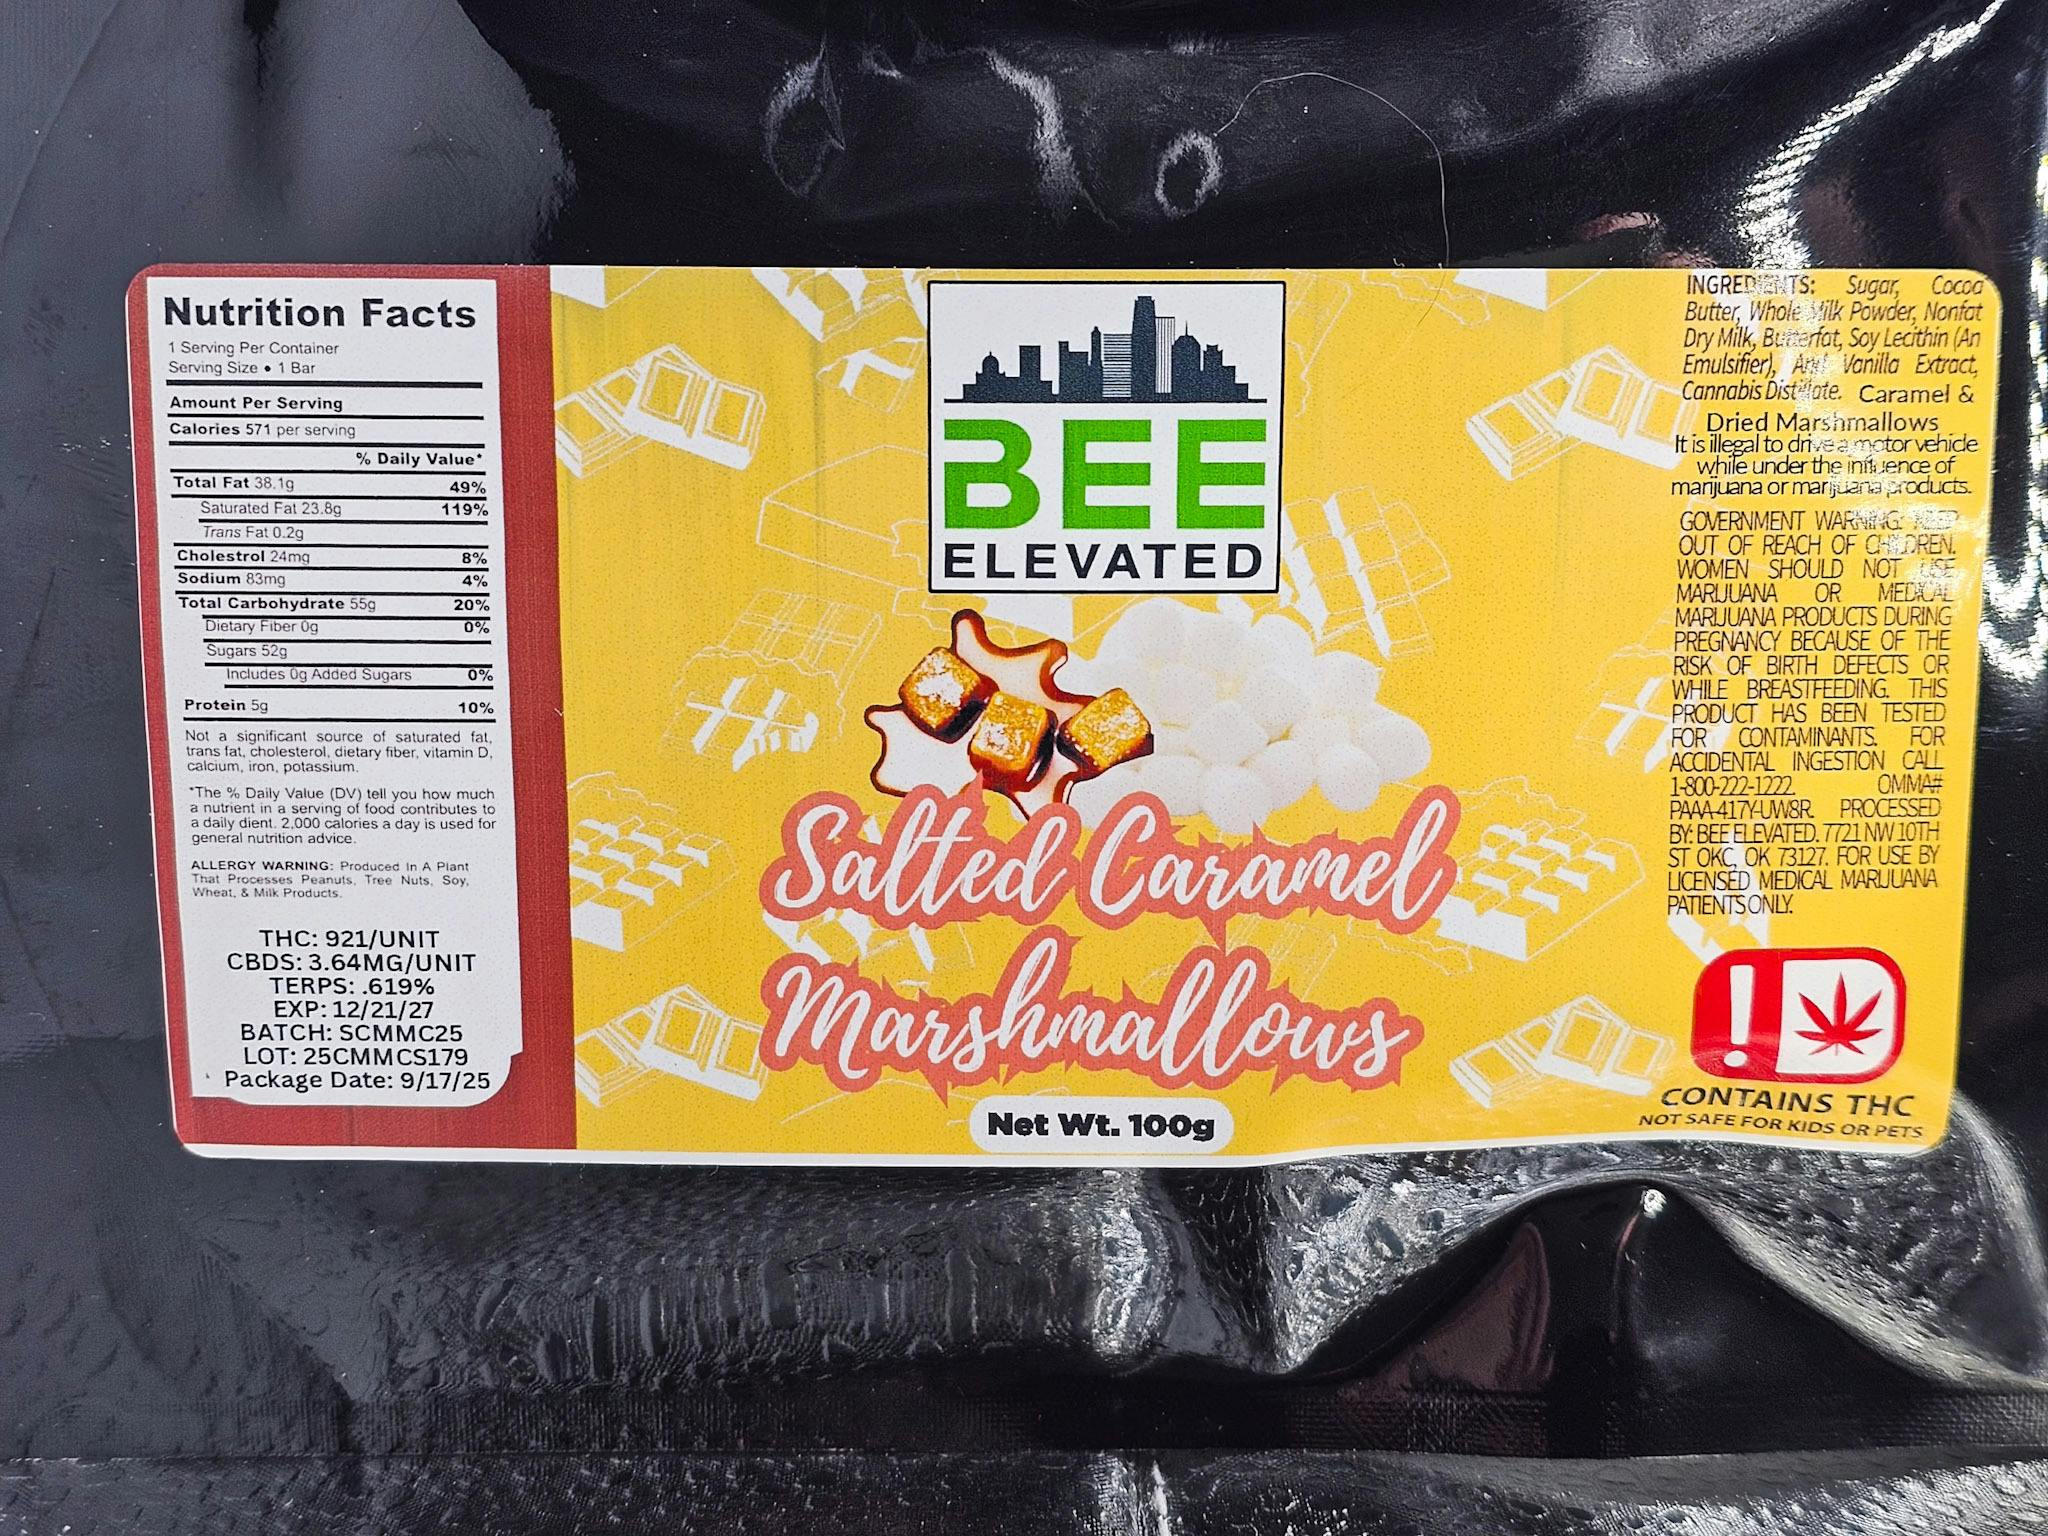 Nutrition Facts
1 Serving Per Container
Serving Size • 1 Bar
Amount Per Serving
Calories 571 per serving
% Daily Value*
Total Fat 38.1g 49%
Saturated Fat 23.8g 119%
Trans Fat 0.2g
Cholestrol 24mg 8%
Sodium 83mg 4%
Total Carbohydrate 55g 20%
Dietary Fiber 0g 0%
Sugars 52g
Includes 0g Added Sugars 0%
Protein 5g 10%
Not a significant source of saturated fat,
trans fat, cholesterol, dietary fiber, vitamin D,
calcium, iron, potassium.
*The % Daily Value (DV) tell you how much
a nutrient in a serving of food contributes to
a daily dient. 2,000 calories a day is used for
general nutrition advice.
ALLERGY WARNING: Produced In A Plant
That Processes Peanuts, Tree Nuts, Soy,
Wheat, & Milk Products.
THC: 921/UNIT
CBDS: 3.64MG/UNIT
TERPS: .619%
EXP: 12/21/27
BATCH: SCMMC25
LOT: 25CMMCS179
Package Date: 9/17/25
BEE
ELEVATED
Salted Caramel
Marshmallows
Net Wt. 100g
INGREDIENTS: Sugar, Cocoa
Butter, Whole Milk Powder, Nonfat
Dry Milk, Butterfat, Soy Lecithin (An
Emulsifier), And Vanilla Extract,
Cannabis Distillate. Caramel &
Dried Marshmallows
It is illegal to drive a motor vehicle
while under the influence of
marijuana or marijuana products.
GOVERNMENT WARNING: KEEP
OUT OF REACH OF CHILDREN.
WOMEN SHOULD NOT USE
MARIJUANA OR MEDICAL
MARIJUANA PRODUCTS DURING
PREGNANCY BECAUSE OF THE
RISK OF BIRTH DEFECTS OR
WHILE BREASTFEEDING. THIS
PRODUCT HAS BEEN TESTED
FOR CONTAMINANTS. FOR
ACCIDENTAL INGESTION CALL
1-800-222-1222. OMMA#
PAAA-417Y-UW8R. PROCESSED
BY: BEE ELEVATED. 7721 NW 10TH
ST OKC, OK 73127. FOR USE BY
LICENSED MEDICAL MARIJUANA
PATIENTS ONLY.
!
CONTAINS THC
NOT SAFE FOR KIDS OR PETS